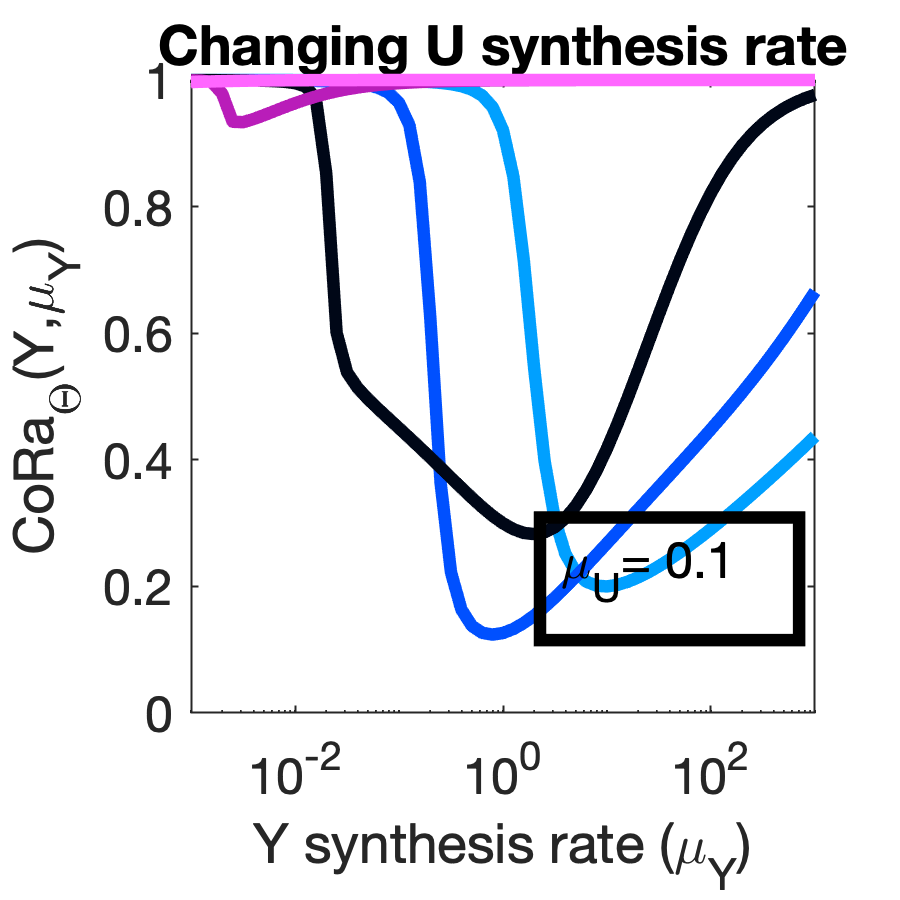 Changing U synthesis rate
1
0.8
0.6
0.4
0.2
0
CoRa_Θ(Y,μ_Y)
μ_U= 0.1
10^-2 10^0 10^2
Y synthesis rate (μ_Y)